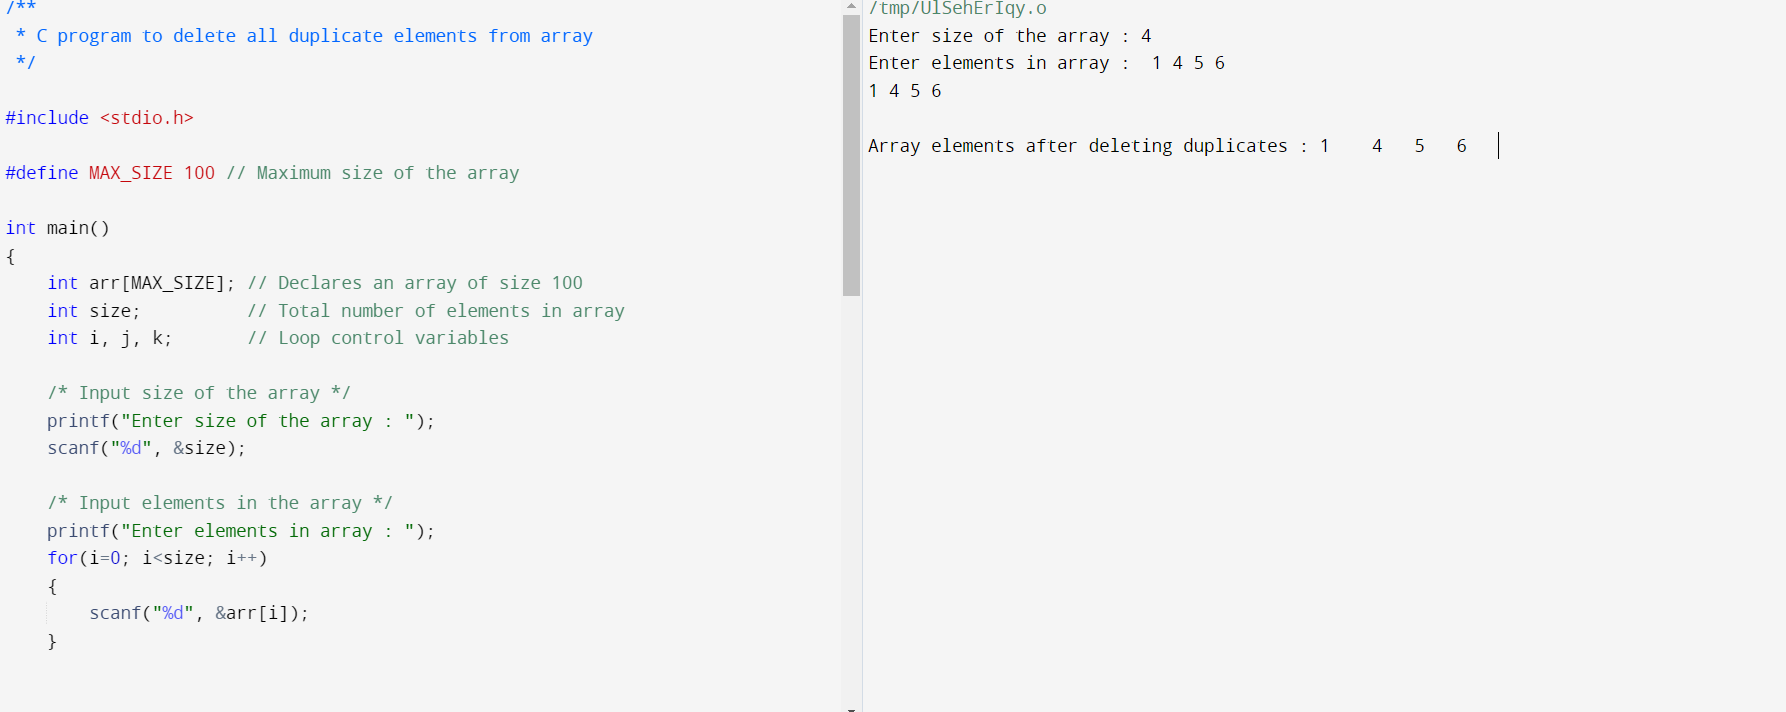 /**
 * C program to delete all duplicate elements from array
 */
#include <stdio.h>
#define MAX_SIZE 100 // Maximum size of the array
int main()
{
    int arr[MAX_SIZE]; // Declares an array of size 100
    int size;          // Total number of elements in array
    int i, j, k;       // Loop control variables
    /* Input size of the array */
    printf("Enter size of the array : ");
    scanf("%d", &size);
    /* Input elements in the array */
    printf("Enter elements in array : ");
    for(i=0; i<size; i++)
    {
        scanf("%d", &arr[i]);
    }
/tmp/UlSehErIqy.o
Enter size of the array : 4
Enter elements in array :  1 4 5 6
1 4 5 6
Array elements after deleting duplicates : 1    4   5   6